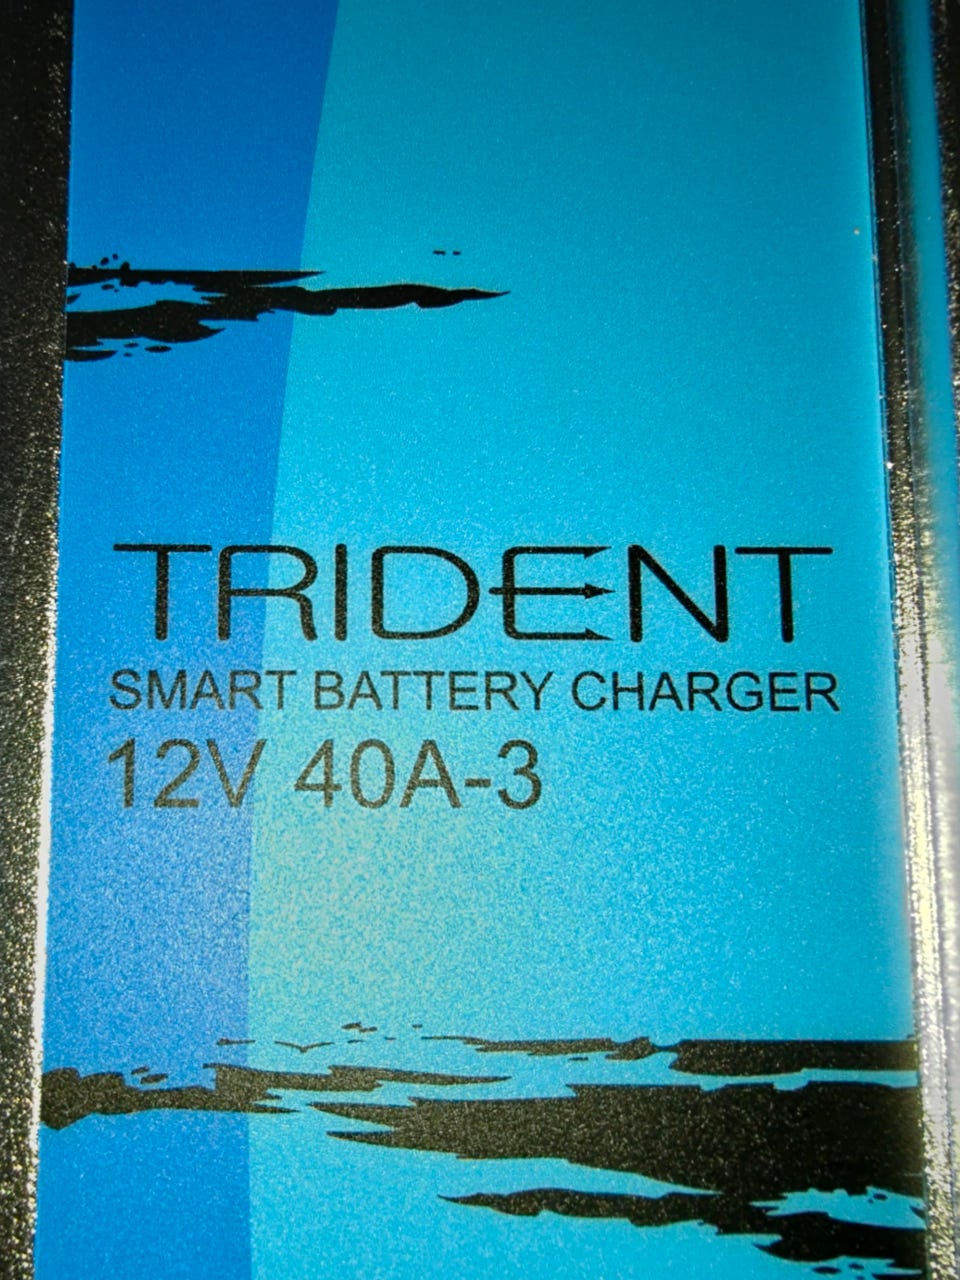 TRIDENT
SMART BATTERY CHARGER
12V 40A-3